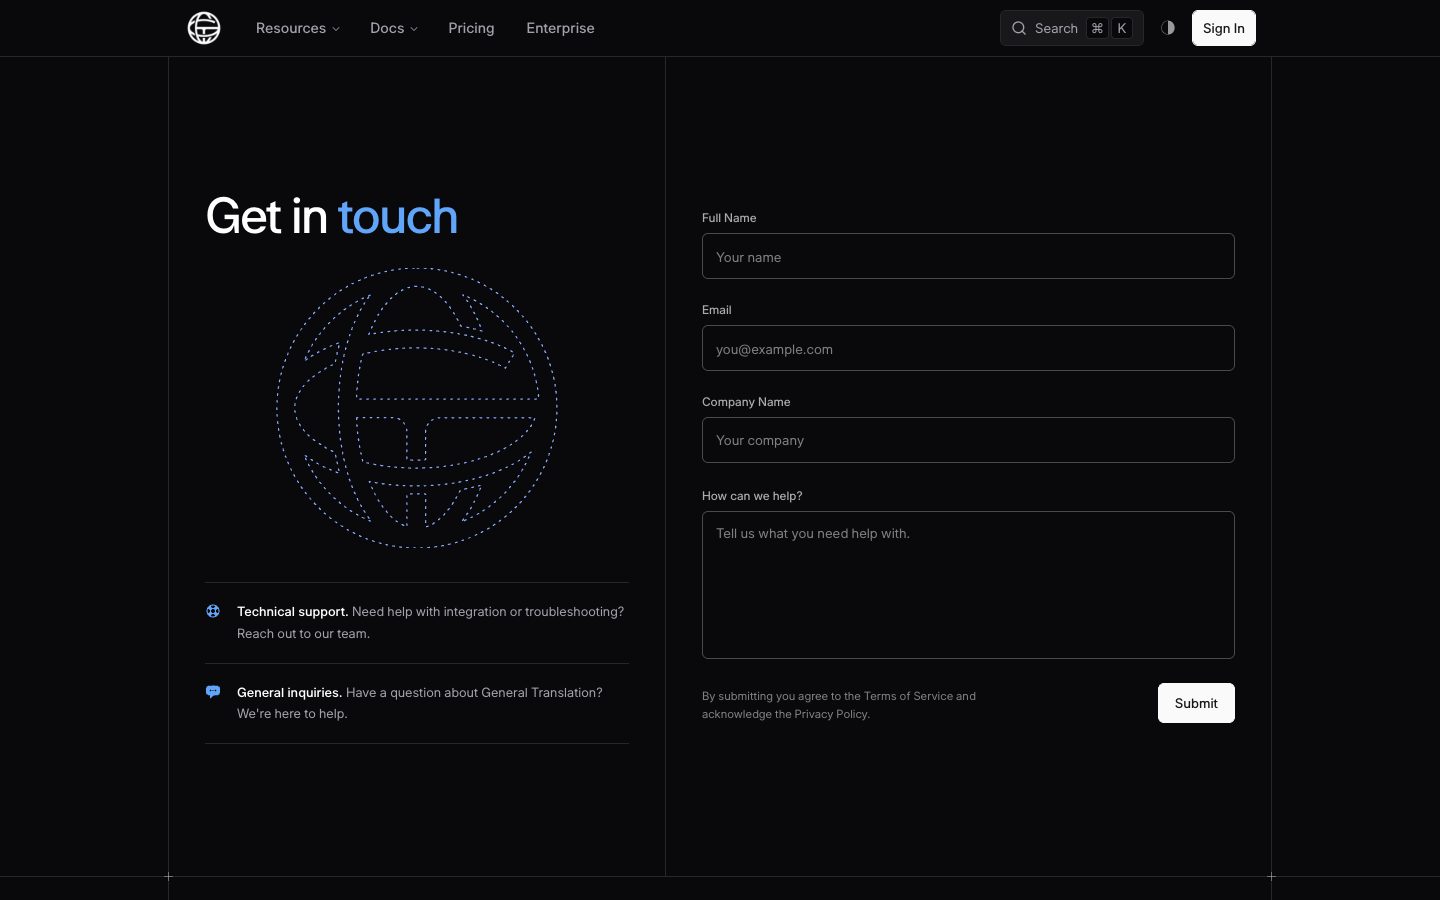 Resources
Docs
Pricing
Enterprise
Search ⌘ K
Sign In
Get in touch
Technical support. Need help with integration or troubleshooting?
Reach out to our team.
General inquiries. Have a question about General Translation?
We're here to help.
Full Name
Your name
Email
you@example.com
Company Name
Your company
How can we help?
Tell us what you need help with.
By submitting you agree to the Terms of Service and
acknowledge the Privacy Policy.
Submit